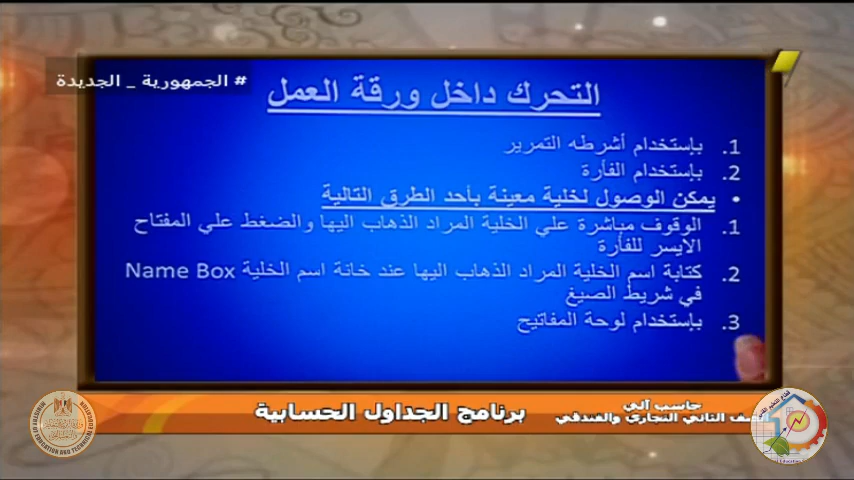 # الجمهورية _ الجديدة
التحرك داخل ورقة العمل
1. بإستخدام أشرطه التمرير
2. بإستخدام الفأرة
• يمكن الوصول لخلية معينة بأحد الطرق التالية
1. الوقوف مباشرة علي الخلية المراد الذهاب اليها والضغط علي المفتاح
الايسر للفأرة
2. كتابة اسم الخلية المراد الذهاب اليها عند خانة اسم الخلية Name Box
في شريط الصيغ
3. بإستخدام لوحة المفاتيح
حاسب آلي
الثاني التجاري والفندقي
برنامج الجداول الحسابية